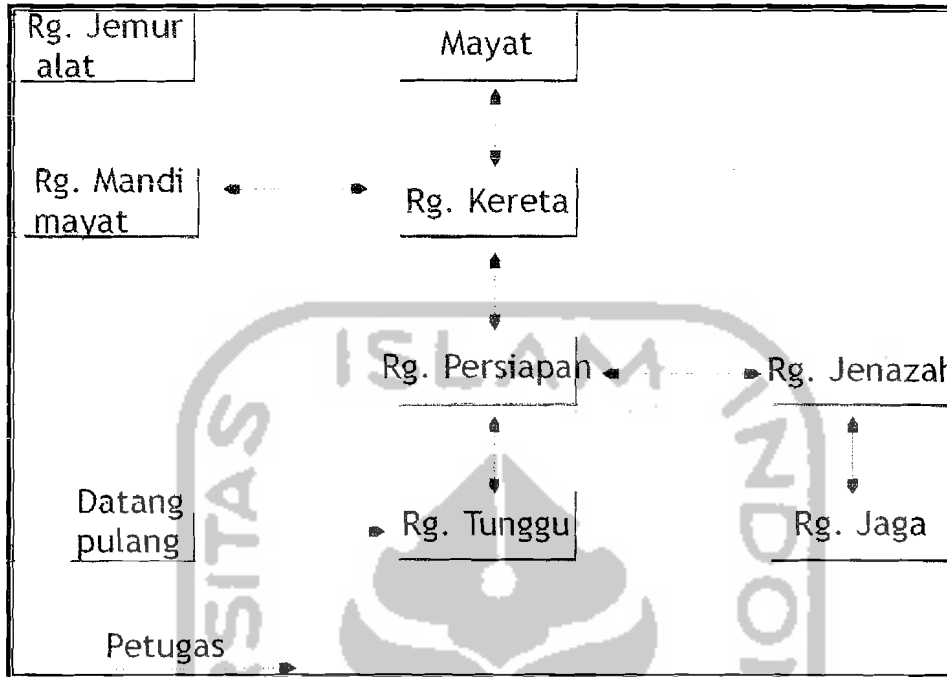 Rg. Jemur
alat
Mayat
Rg. Mandi
mayat
Rg. Kereta
Rg. Persiapan
Rg. Jenazah
Datang
pulang
Rg. Tunggu
Rg. Jaga
Petugas
ISLAM